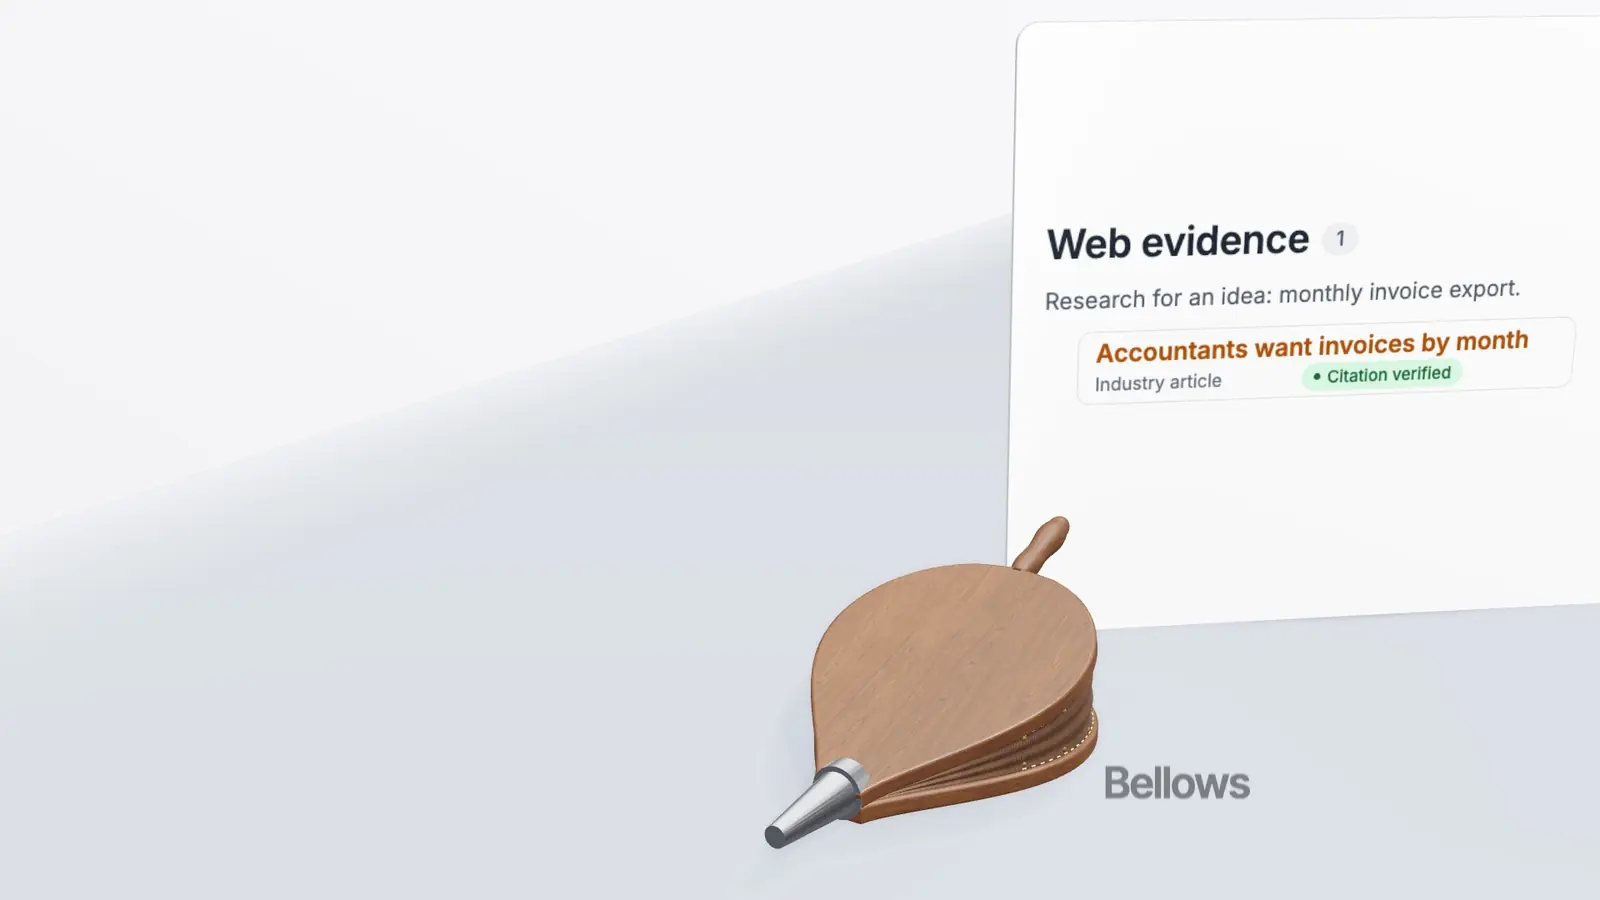 Web evidence 1
Research for an idea: monthly invoice export.
Accountants want invoices by month
Industry article
• Citation verified
Bellows